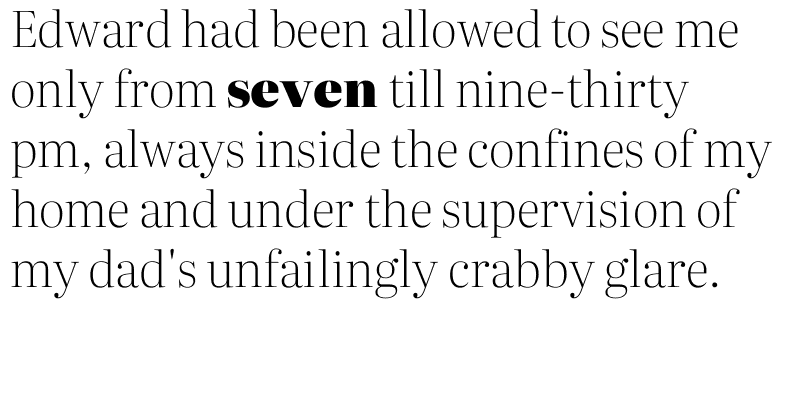 Edward had been allowed to see me
only from seven till nine-thirty
pm, always inside the confines of my
home and under the supervision of
my dad's unfailingly crabby glare.